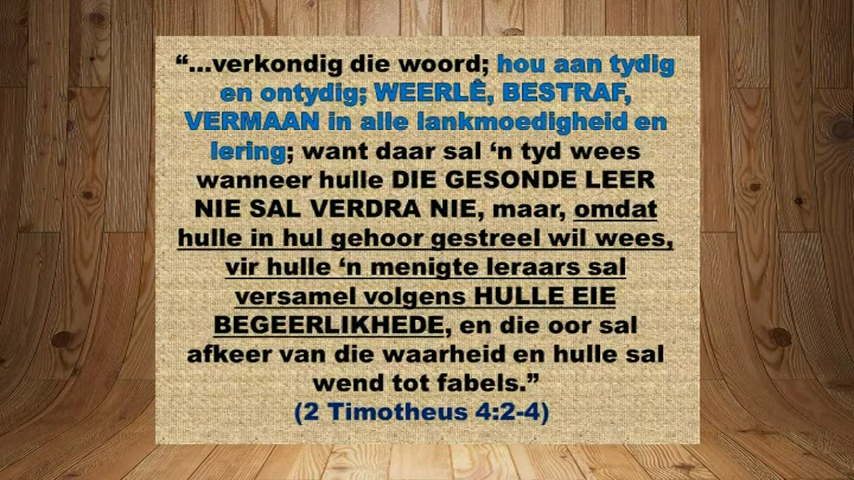 “...verkondig die woord; hou aan tydig
en ontydig; WEERLÊ, BESTRAF,
VERMAAN in alle lankmoedigheid en
lering; want daar sal ‘n tyd wees
wanneer hulle DIE GESONDE LEER
NIE SAL VERDRA NIE, maar, omdat
hulle in hul gehoor gestreel wil wees,
vir hulle ‘n menigte leraars sal
versamel volgens HULLE EIE
BEGEERLIKHEDE, en die oor sal
afkeer van die waarheid en hulle sal
wend tot fabels.”
(2 Timotheus 4:2-4)